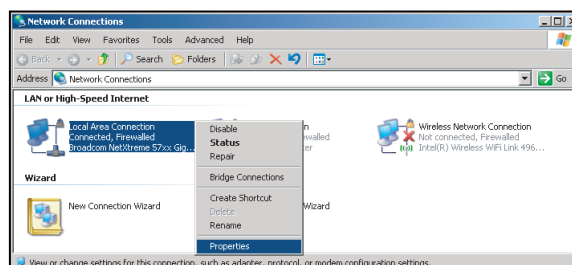 Network Connections
File Edit View Favorites Tools Advanced Help
Back Search Folders
Address Network Connections Go
LAN or High-Speed Internet
Local Area Connection
Connected, Firewalled
Broadcom NetXtreme 57xx Gig...
Disable
Status
Repair
Bridge Connections
Create Shortcut
Delete
Rename
Properties
Wireless Network Connection
Not connected, Firewalled
Intel(R) Wireless WiFi Link 496...
Wizard
New Connection Wizard
Wizard
View or change settings for this connection, such as adapter, protocol, or modem configuration settings.